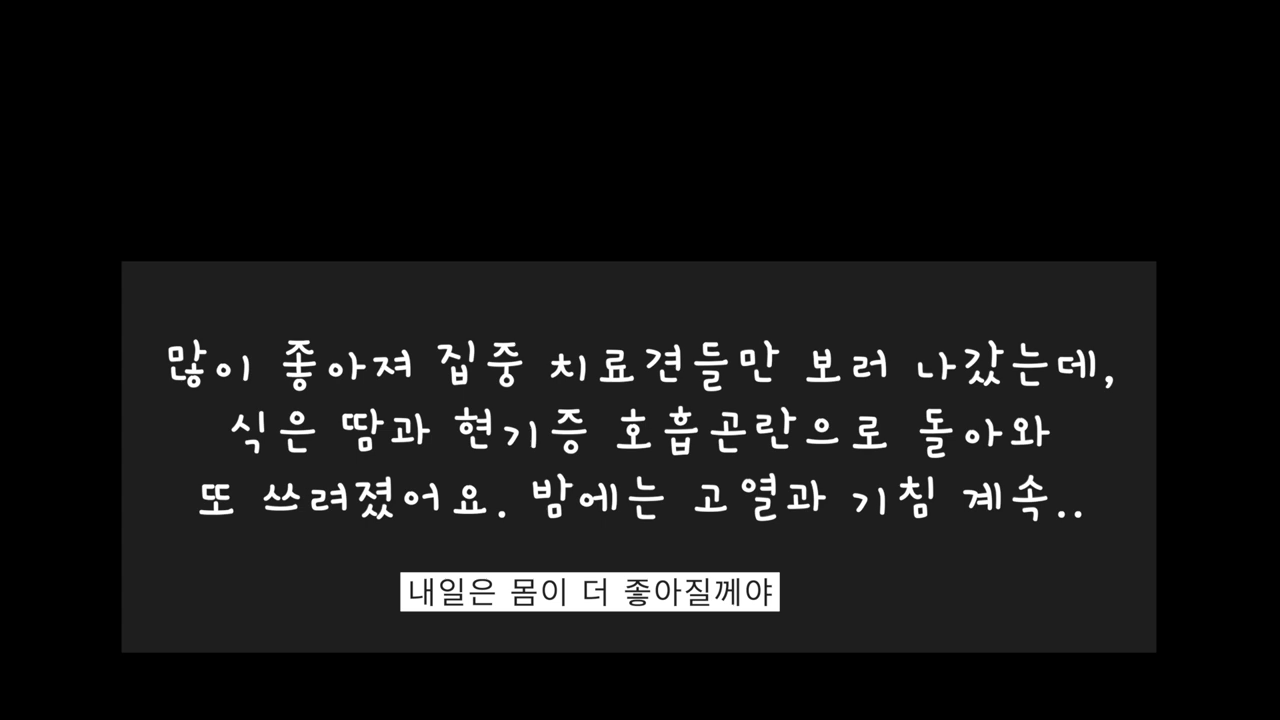 많이 좋아져 집중 치료견들만 보러 나갔는데,
식은 땀과 현기증 호흡곤란으로 돌아와
또 쓰려졌어요. 밤에는 고열과 기침 계속..
내일은 몸이 더 좋아질께야